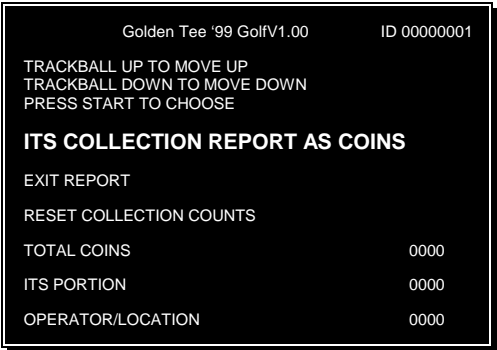 Golden Tee ‘99 GolfV1.00 ID 00000001
TRACKBALL UP TO MOVE UP
TRACKBALL DOWN TO MOVE DOWN
PRESS START TO CHOOSE
ITS COLLECTION REPORT AS COINS
EXIT REPORT
RESET COLLECTION COUNTS
TOTAL COINS 0000
ITS PORTION 0000
OPERATOR/LOCATION 0000